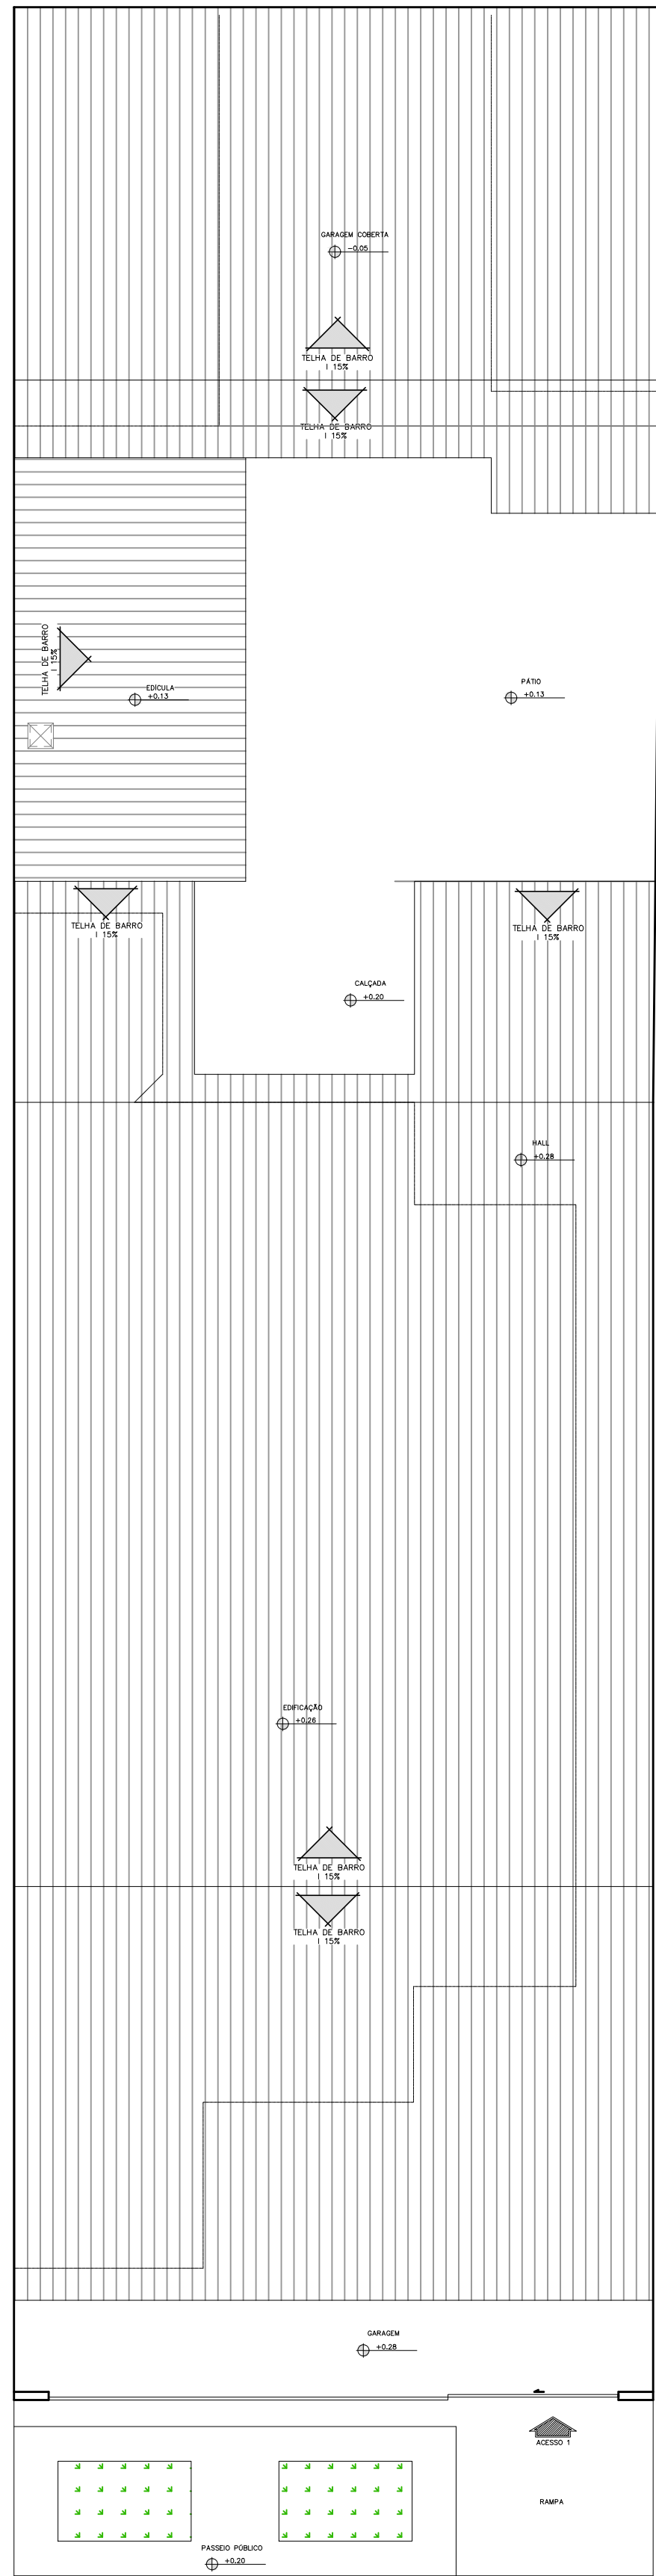 GARAGEM COBERTA
-0.05
TELHA DE BARRO
I 15%
TELHA DE BARRO
I 15%
TELHA DE BARRO
I 15%
EDÍCULA
+0.13
PÁTIO
+0.13
TELHA DE BARRO
I 15%
TELHA DE BARRO
I 15%
CALÇADA
+0.20
HALL
+0.28
EDIFICAÇÃO
+0.26
TELHA DE BARRO
I 15%
TELHA DE BARRO
I 15%
GARAGEM
+0.28
ACESSO 1
RAMPA
PASSEIO PÚBLICO
+0.20